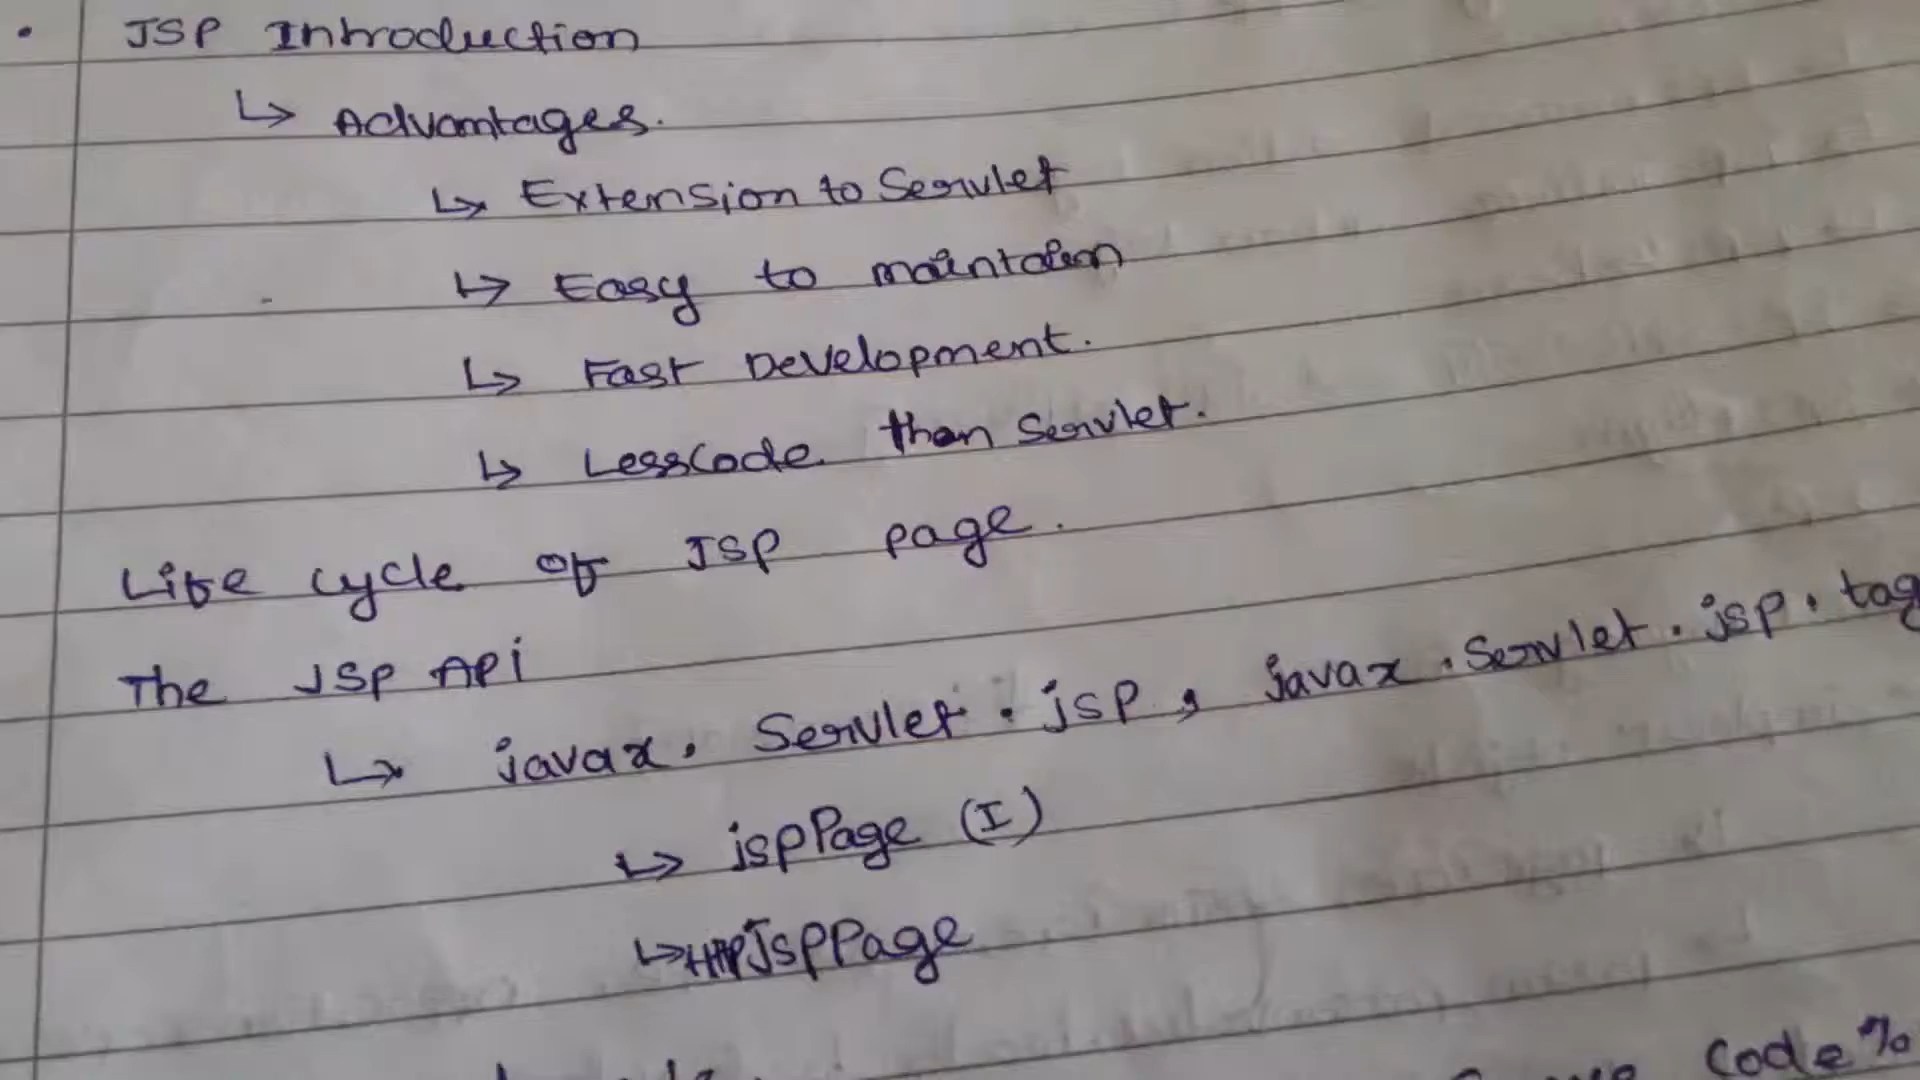 • JSP Introduction
↳ Advantages.
↳ Extension to Servlet
↳ Easy to maintain
↳ Fast Development.
↳ LessCode than Servlet.
Life cycle of JSP page.
The JSP Api
↳ javax. Servlet. jsp, javax. Servlet. jsp. tag
↳ jspPage (I)
↳ HttpJspPage
Code%